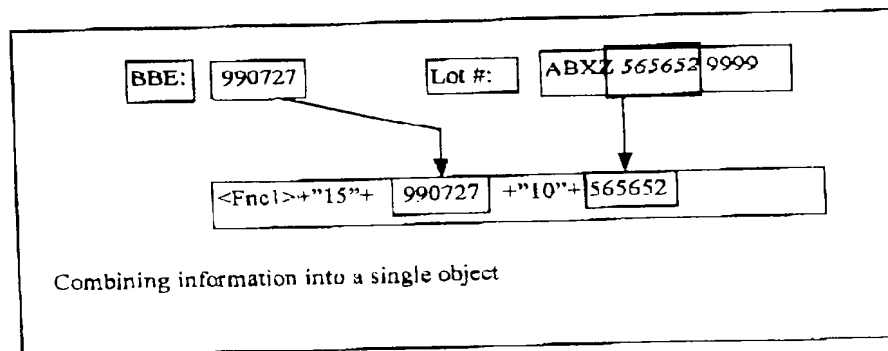 BBE: 990727 Lot #: ABXZ 565652 9999
<Fnc1>+"15"+ 990727 +"10"+ 565652
Combining information into a single object